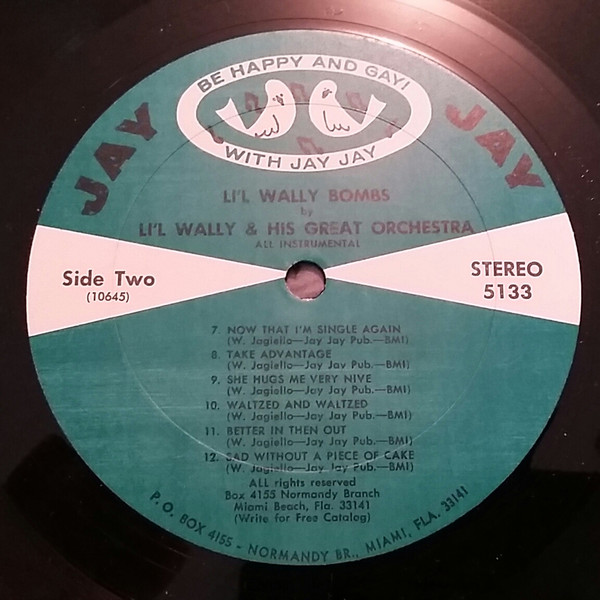 BE HAPPY AND GAY!
WITH JAY JAY
JAY JAY
LI'L WALLY BOMBS
by
LI'L WALLY & HIS GREAT ORCHESTRA
ALL INSTRUMENTAL
Side Two
(10645)
STEREO
5133
7. NOW THAT I'M SINGLE AGAIN
(W. Jagiello—Jay Jay Pub.—BMI)
8. TAKE ADVANTAGE
(W. Jagiello—Jay Jay Pub.—BMI)
9. SHE HUGS ME VERY NIVE
(W. Jagiello—Jay Jay Pub.—BMI)
10. WALTZED AND WALTZED
(W. Jagiello—Jay Jay Pub.—BMI)
11. BETTER IN THEN OUT
(W. Jagiello—Jay Jay Pub.—BMI)
12. SAD WITHOUT A PIECE OF CAKE
(W. Jagiello—Jay Jay Pub.—BMI)
ALL rights reserved
Box 4155 Normandy Branch
Miami Beach, Fla. 33141
(Write for Free Catalog)
P. O. BOX 4155 - NORMANDY BR., MIAMI, FLA. 33141